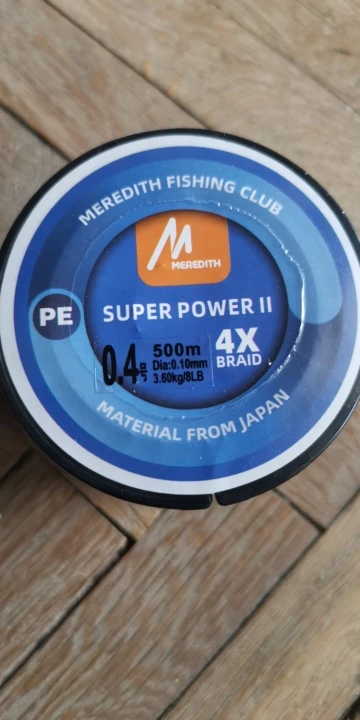 MEREDITH FISHING CLUB
MEREDITH
PE
SUPER POWER II
0.4
500m
Dia:0.10mm
3.60kg/8LB
4X
BRAID
MATERIAL FROM JAPAN